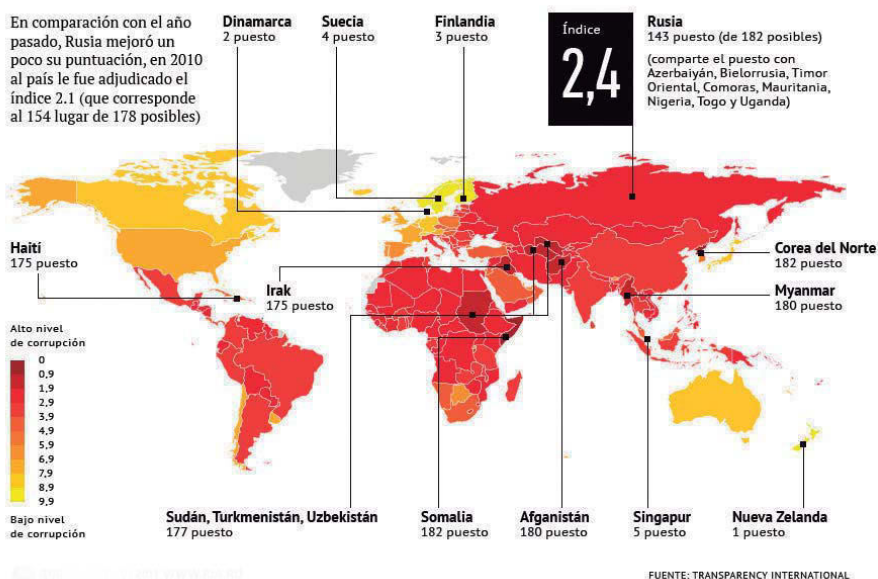 En comparación con el año
pasado, Rusia mejoró un
poco su puntuación, en 2010
al país le fue adjudicado el
índice 2.1 (que corresponde
al 154 lugar de 178 posibles)
Dinamarca
2 puesto
Suecia
4 puesto
Finlandia
3 puesto
Índice
2,4
Rusia
143 puesto (de 182 posibles)
(comparte el puesto con
Azerbaiyán, Bielorrusia, Timor
Oriental, Comoras, Mauritania,
Nigeria, Togo y Uganda)
Haití
175 puesto
Irak
175 puesto
Corea del Norte
182 puesto
Myanmar
180 puesto
Alto nivel
de corrupción
0
0,9
1,9
2,9
3,9
4,9
5,9
6,9
7,9
8,9
9,9
Bajo nivel
de corrupción
Sudán, Turkmenistán, Uzbekistán
177 puesto
Somalia
182 puesto
Afganistán
180 puesto
Singapur
5 puesto
Nueva Zelanda
1 puesto
FUENTE: TRANSPARENCY INTERNATIONAL